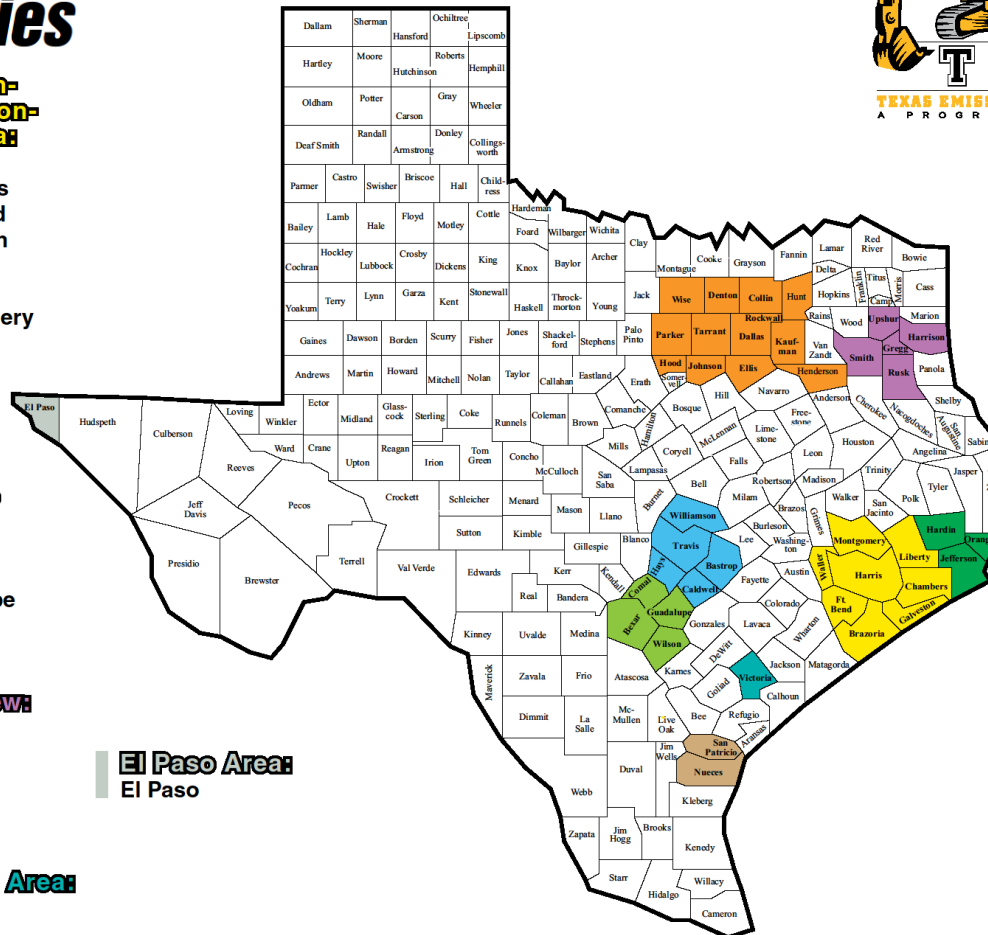 ies
n-
on-
a:
s
d
n
ery
pe
w:
El Paso Area:
El Paso
Area:
T
TEXAS EMIS
A PROGR
Dallam
Sherman
Hansford
Ochiltree
Lipscomb
Hartley
Moore
Hutchinson
Roberts
Hemphill
Oldham
Potter
Carson
Gray
Wheeler
Deaf Smith
Randall
Armstrong
Donley
Collings-
worth
Parmer
Castro
Swisher
Briscoe
Hall
Child-
ress
Bailey
Lamb
Hale
Floyd
Motley
Cottle
Hardeman
Foard
Wilbarger
Wichita
Clay
Montague
Cooke
Grayson
Fannin
Lamar
Red
River
Bowie
Cochran
Hockley
Lubbock
Crosby
Dickens
King
Knox
Baylor
Archer
Delta
Franklin
Titus
Camp
Morris
Cass
Yoakum
Terry
Lynn
Garza
Kent
Stonewall
Haskell
Throck-
morton
Young
Jack
Wise
Denton
Collin
Hunt
Hopkins
Rains
Wood
Upshur
Marion
Gaines
Dawson
Borden
Scurry
Fisher
Jones
Shackel-
ford
Stephens
Palo
Pinto
Parker
Tarrant
Rockwall
Dallas
Kauf-
man
Van
Zandt
Smith
Gregg
Harrison
Rusk
Panola
Andrews
Martin
Howard
Mitchell
Nolan
Taylor
Callahan
Eastland
Erath
Hood
Somer-
vell
Johnson
Ellis
Henderson
Navarro
Anderson
Cherokee
Nacogdoches
Shelby
San
Augustine
Sabin
El Paso
Hudspeth
Culberson
Loving
Winkler
Ector
Midland
Glass-
cock
Sterling
Coke
Runnels
Coleman
Brown
Comanche
Hamilton
Bosque
Hill
Free-
stone
Lime-
stone
McLennan
Reeves
Ward
Crane
Upton
Reagan
Irion
Tom
Green
Concho
McCulloch
San
Saba
Mills
Lampasas
Coryell
Bell
Falls
Leon
Houston
Angelina
Robertson
Madison
Trinity
Polk
Tyler
Jasper
Jeff
Davis
Pecos
Crockett
Schleicher
Menard
Mason
Llano
Burnet
Williamson
Milam
Brazos
Grimes
Walker
San
Jacinto
Hardin
Orang
Presidio
Brewster
Terrell
Val Verde
Sutton
Kimble
Gillespie
Blanco
Travis
Lee
Burleson
Washing-
ton
Montgomery
Liberty
Jefferson
Edwards
Kerr
Kendall
Hays
Bastrop
Caldwell
Fayette
Austin
Waller
Harris
Chambers
Real
Bandera
Comal
Guadalupe
Gonzales
Lavaca
Colorado
Wharton
Ft.
Bend
Galveston
Brazoria
Kinney
Uvalde
Medina
Bexar
Wilson
DeWitt
Jackson
Matagorda
Maverick
Zavala
Frio
Atascosa
Karnes
Goliad
Victoria
Calhoun
Dimmit
La
Salle
Mc-
Mullen
Live
Oak
Bee
Refugio
Aransas
Webb
Duval
Jim
Wells
San
Patricio
Nueces
Kleberg
Zapata
Jim
Hogg
Brooks
Kenedy
Starr
Hidalgo
Willacy
Cameron